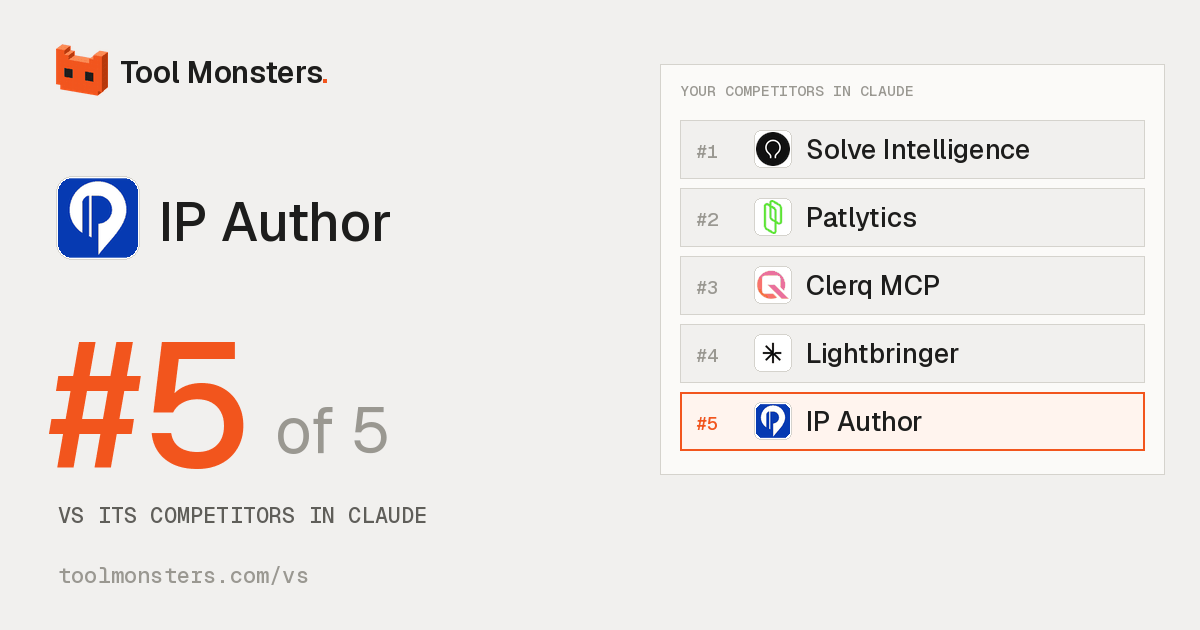 Tool Monsters.
IP Author
#5 of 5
VS ITS COMPETITORS IN CLAUDE
toolmonsters.com/vs
YOUR COMPETITORS IN CLAUDE
#1 Solve Intelligence
#2 Patlytics
#3 Clerq MCP
#4 Lightbringer
#5 IP Author